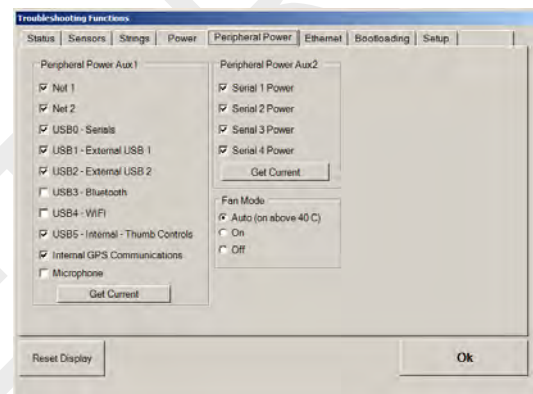 Troubleshooting Functions
Status Sensors Strings Power Peripheral Power Ethernet Bootloading Setup
Peripheral Power Aux1
Net 1
Net 2
USB0 - Serials
USB1 - External USB 1
USB2 - External USB 2
USB3 - Bluetooth
USB4 - WIFI
USB5 - Internal - Thumb Controls
Internal GPS Communications
Microphone
Get Current
Peripheral Power Aux2
Serial 1 Power
Serial 2 Power
Serial 3 Power
Serial 4 Power
Get Current
Fan Mode
Auto (on above 40 C)
On
Off
Reset Display
Ok